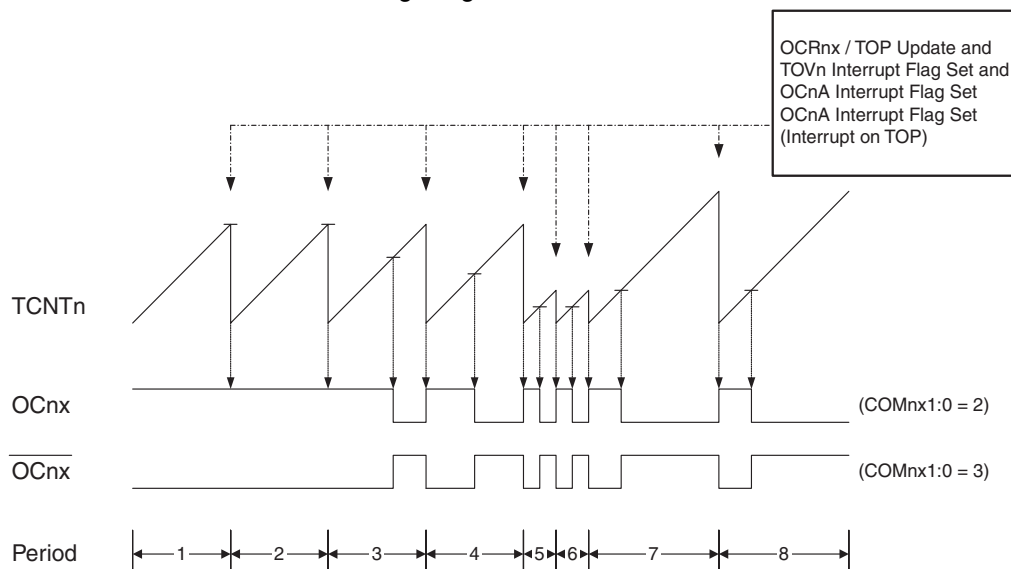 OCRnx / TOP Update and
TOVn Interrupt Flag Set and
OCnA Interrupt Flag Set
OCnA Interrupt Flag Set
(Interrupt on TOP)
TCNTn
OCnx
(COMnx1:0 = 2)
OCnx
(COMnx1:0 = 3)
Period
1 2 3 4 5 6 7 8